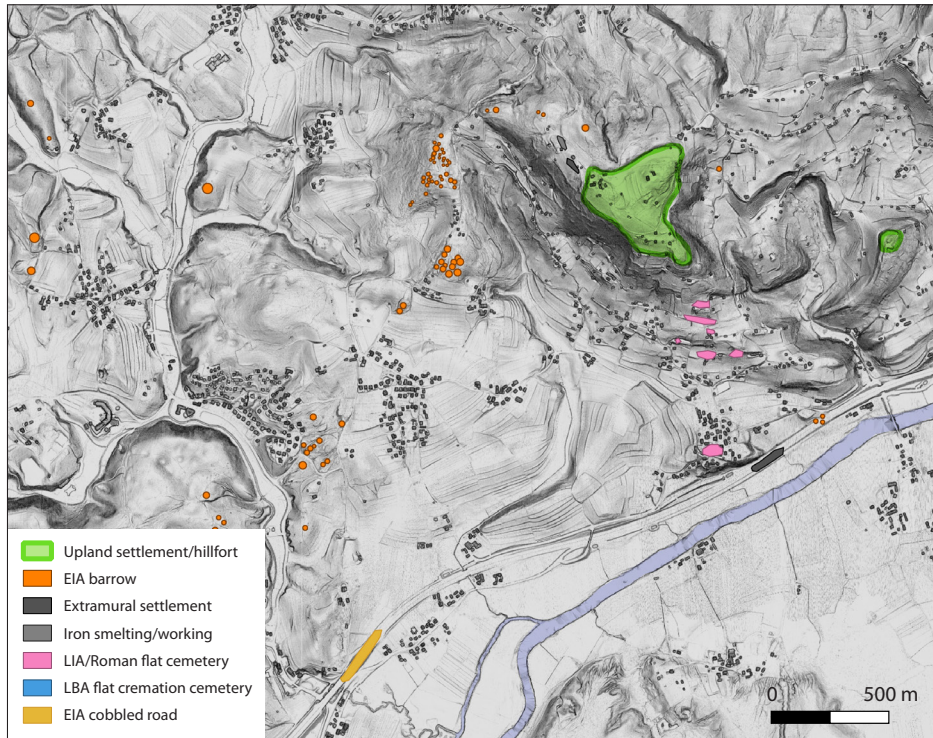 Upland settlement/hillfort
EIA barrow
Extramural settlement
Iron smelting/working
LIA/Roman flat cemetery
LBA flat cremation cemetery
EIA cobbled road
0 500 m